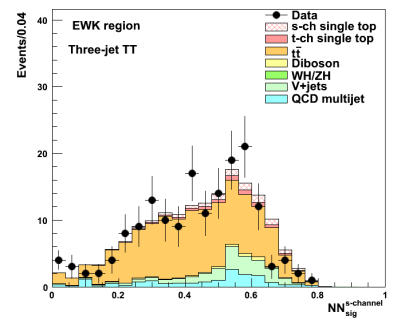 EWK region
Three-jet TT
Data
s-ch single top
t-ch single top
tt̄
Diboson
WH/ZH
V+jets
QCD multijet
Events/0.04
40
30
20
10
0
0 0.2 0.4 0.6 0.8 1
NN^{s-channel}_{sig}